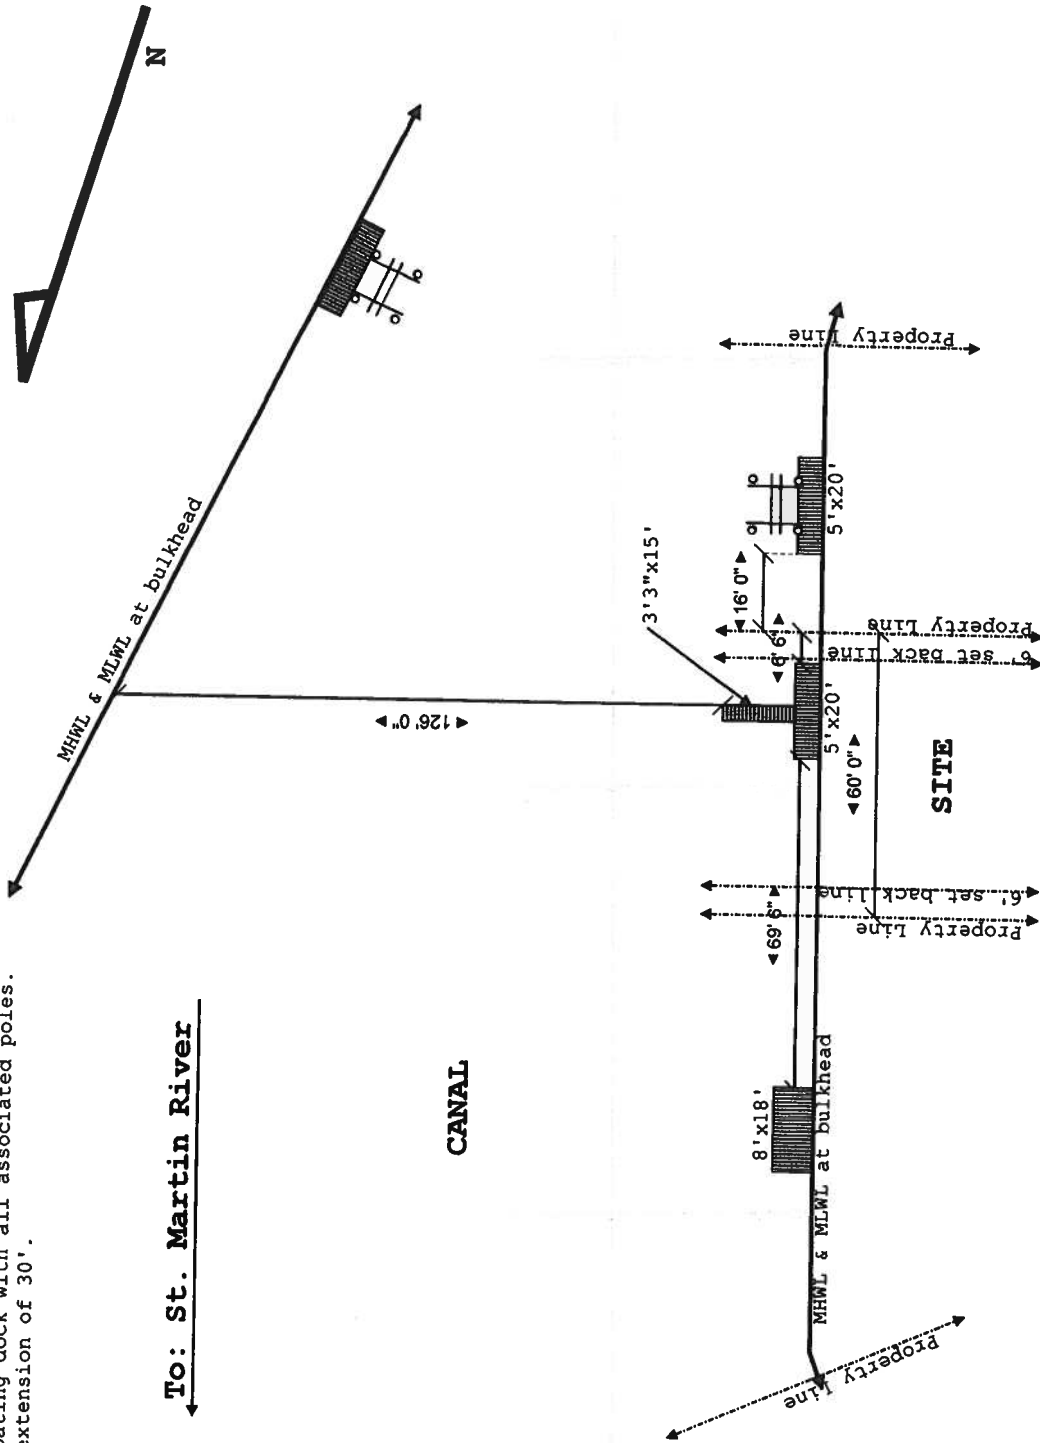 oating dock with all associated poles.
extension of 30'.
N
MHWL & MLWL at bulkhead
To: St. Martin River
CANAL
126'0"
3'3"x15'
16'0"
6'6"
5'x20'
Property Line
5'x20'
Property Line
6' set back line
60'0"
SITE
69'6"
6' set back line
Property Line
8'x18'
MHWL & MLWL at bulkhead
Property Line